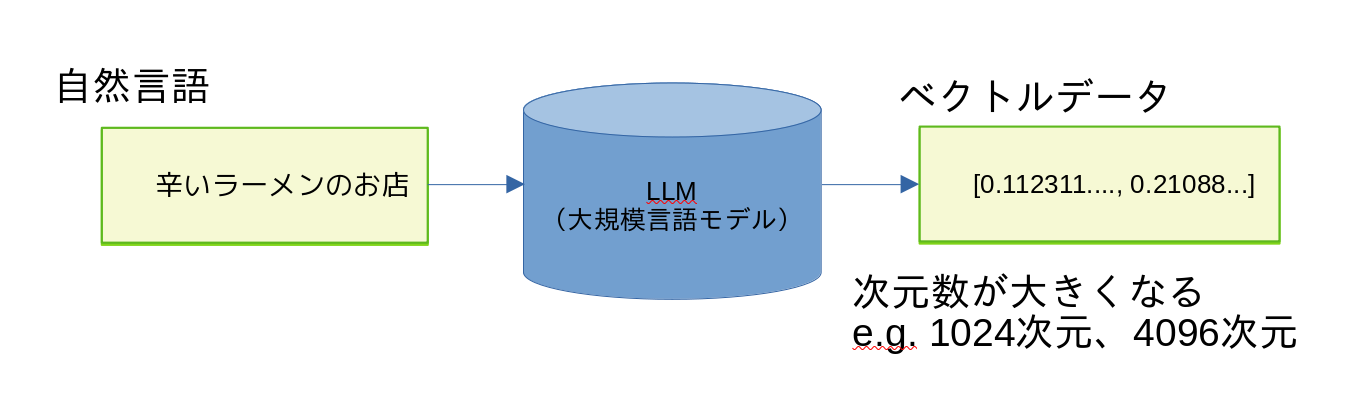 自然言語
辛いラーメンのお店
LLM
（大規模言語モデル）
ベクトルデータ
[0.112311...., 0.21088...]
次元数が大きくなる
e.g. 1024次元、4096次元